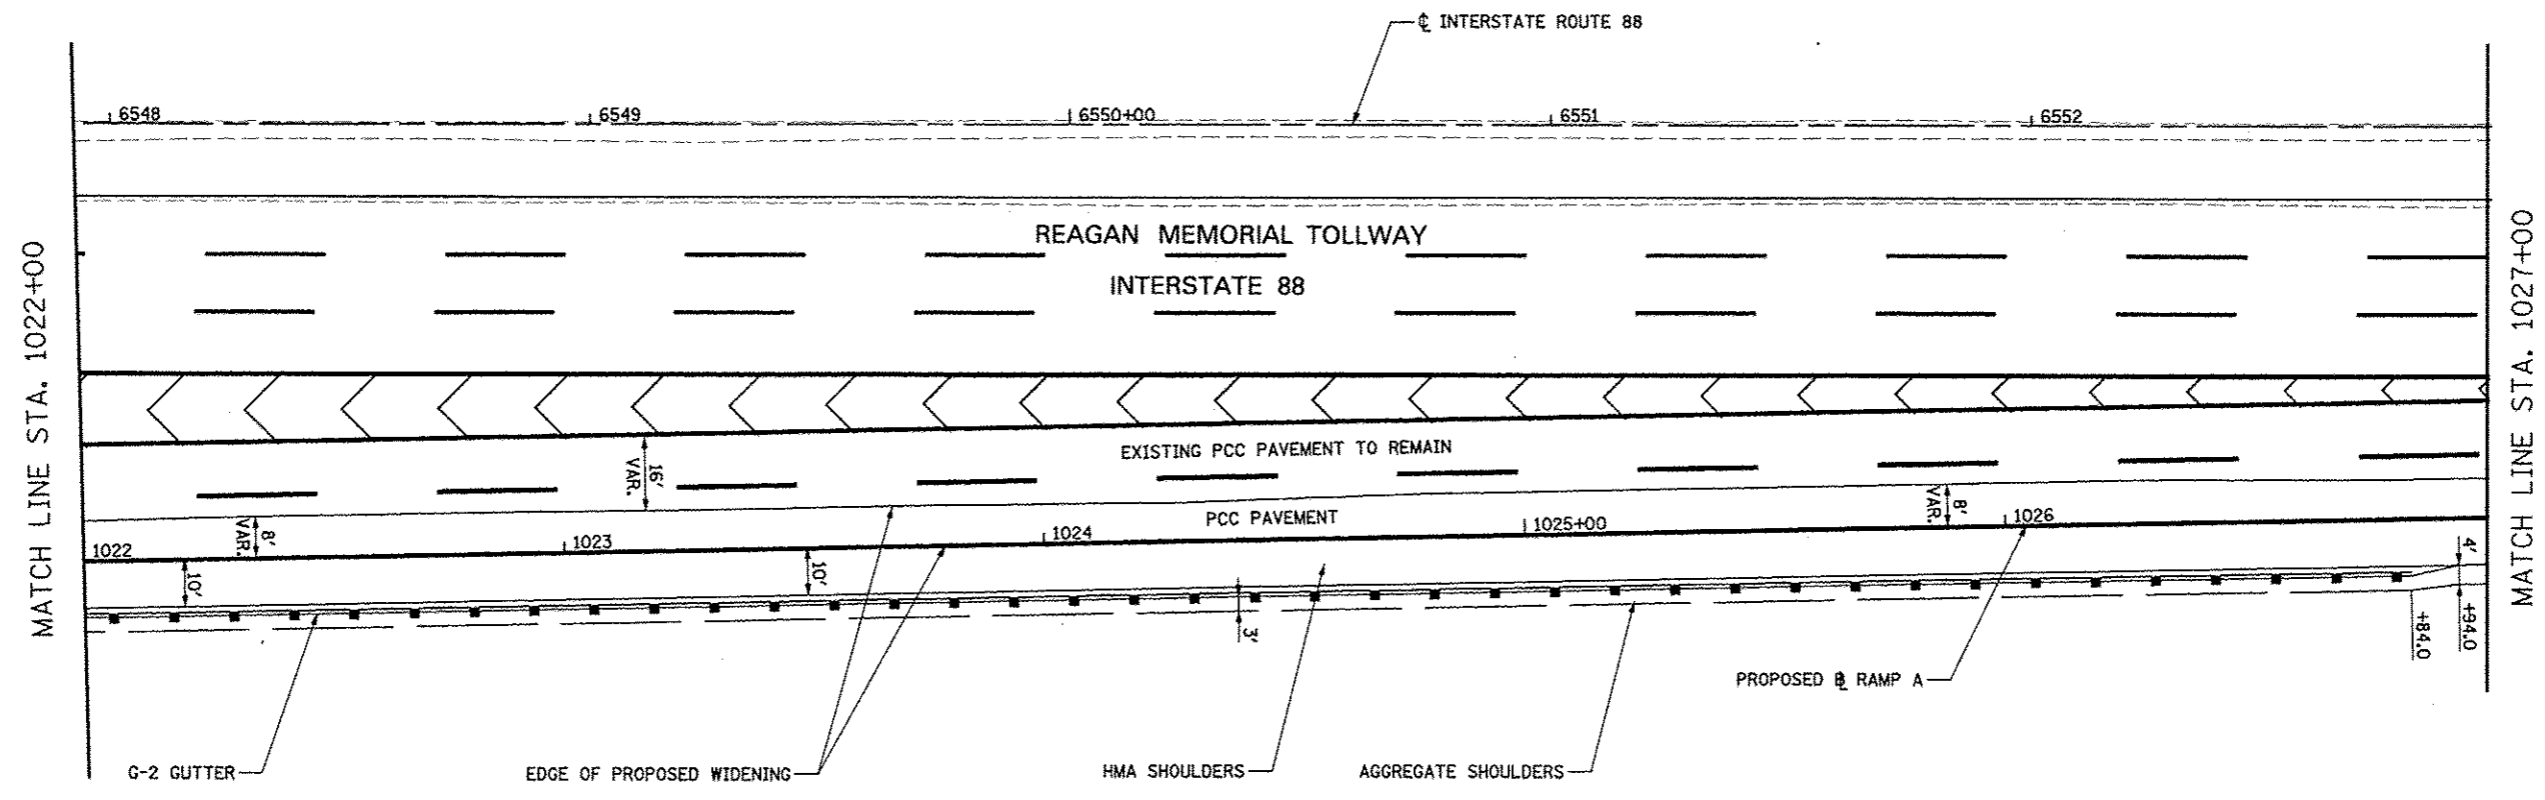 ℄ INTERSTATE ROUTE 88
6548
6549
6550+00
6551
6552
REAGAN MEMORIAL TOLLWAY
INTERSTATE 88
MATCH LINE STA. 1022+00
MATCH LINE STA. 1027+00
EXISTING PCC PAVEMENT TO REMAIN
16'
VAR.
PCC PAVEMENT
8'
VAR.
8'
VAR.
1022
1023
1024
1025+00
1026
10'
10'
4'
3'
+84.0
+94.0
PROPOSED ⅊ RAMP A
G-2 GUTTER
EDGE OF PROPOSED WIDENING
HMA SHOULDERS
AGGREGATE SHOULDERS